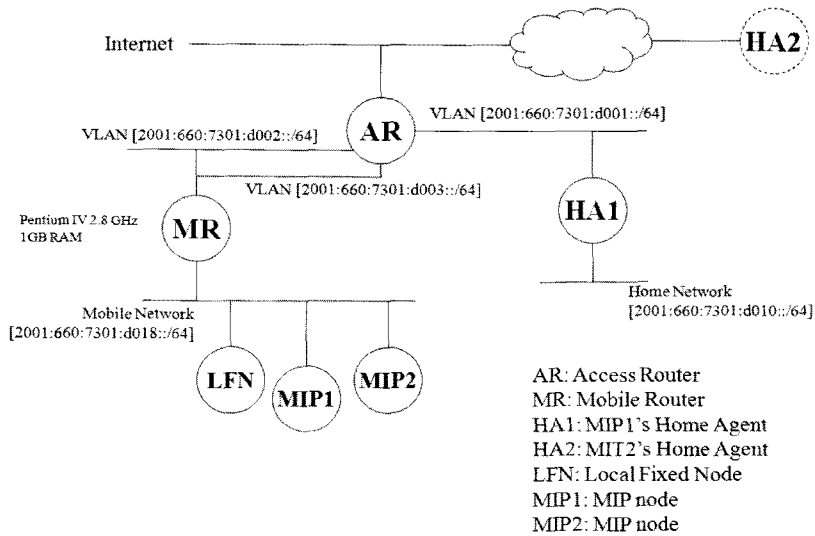 Internet
HA2
AR
VLAN [2001:660:7301:d001::/64]
VLAN [2001:660:7301:d002::/64]
VLAN [2001:660:7301:d003::/64]
Pentium IV 2.8 GHz
1GB RAM
MR
HA1
Mobile Network
[2001:660:7301:d018::/64]
Home Network
[2001:660:7301:d010::/64]
LFN
MIP1
MIP2
AR: Access Router
MR: Mobile Router
HA1: MIP1's Home Agent
HA2: MIT2's Home Agent
LFN: Local Fixed Node
MIP1: MIP node
MIP2: MIP node